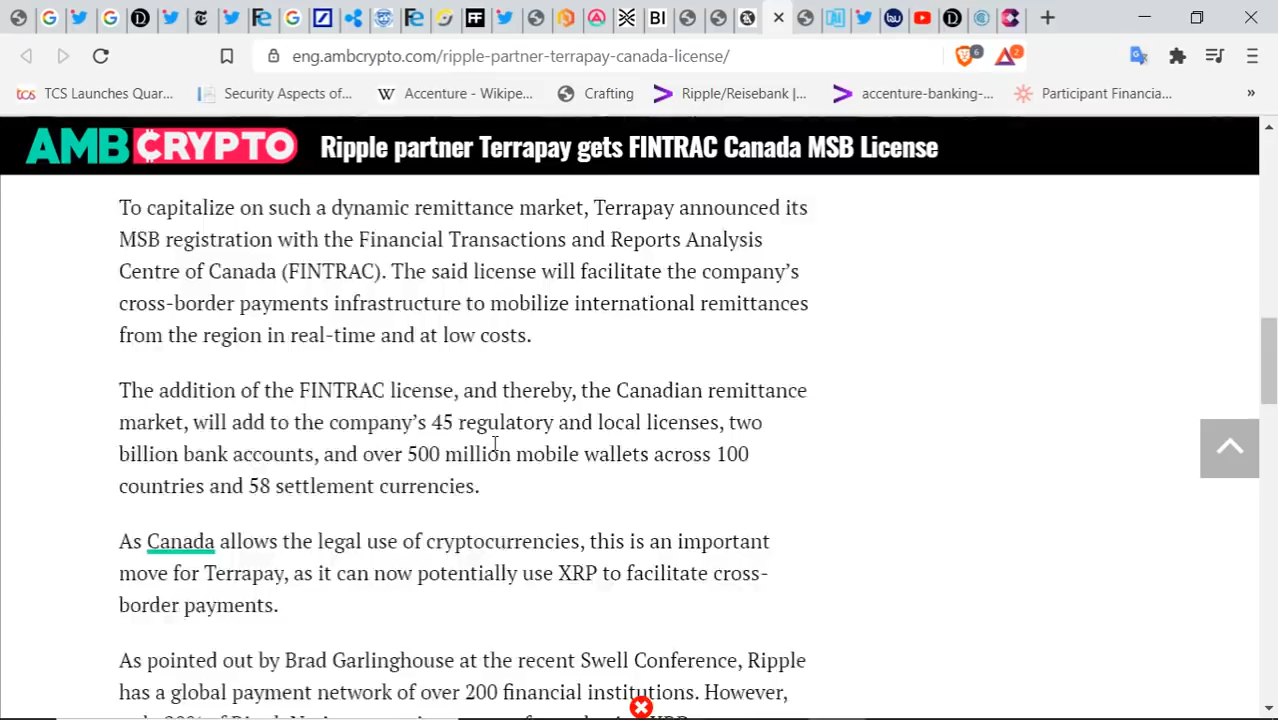 eng.ambcrypto.com/ripple-partner-terrapay-canada-license/
6
2
tcs TCS Launches Quar...
Security Aspects of...
W Accenture - Wikipe...
Crafting
Ripple/Reisebank |...
accenture-banking-...
Participant Financia...
»
AMBCRYPTO Ripple partner Terrapay gets FINTRAC Canada MSB License
To capitalize on such a dynamic remittance market, Terrapay announced its
MSB registration with the Financial Transactions and Reports Analysis
Centre of Canada (FINTRAC). The said license will facilitate the company’s
cross-border payments infrastructure to mobilize international remittances
from the region in real-time and at low costs.
The addition of the FINTRAC license, and thereby, the Canadian remittance
market, will add to the company’s 45 regulatory and local licenses, two
billion bank accounts, and over 500 million mobile wallets across 100
countries and 58 settlement currencies.
As Canada allows the legal use of cryptocurrencies, this is an important
move for Terrapay, as it can now potentially use XRP to facilitate cross-
border payments.
As pointed out by Brad Garlinghouse at the recent Swell Conference, Ripple
has a global payment network of over 200 financial institutions. However,